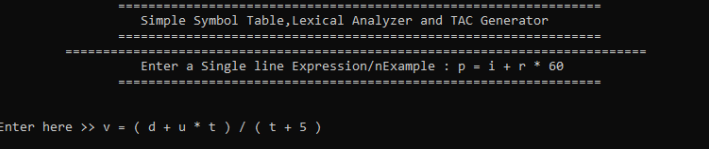 ================================================================
Simple Symbol Table,Lexical Analyzer and TAC Generator
================================================================
=============================================================================
Enter a Single line Expression/nExample : p = i + r * 60
================================================================
Enter here >> v = ( d + u * t ) / ( t + 5 )